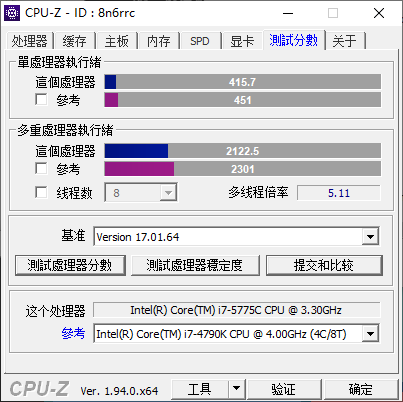 CPU-Z - ID : 8n6rrc
处理器 缓存 主板 内存 SPD 显卡 測試分數 关于
單處理器執行緒
這個處理器 415.7
參考 451
多重處理器執行緒
這個處理器 2122.5
參考 2301
线程数 8 多线程倍率 5.11
基准 Version 17.01.64
測試處理器分數 測試處理器穩定度 提交和比较
这个处理器 Intel(R) Core(TM) i7-5775C CPU @ 3.30GHz
參考 Intel(R) Core(TM) i7-4790K CPU @ 4.00GHz (4C/8T)
CPU-Z Ver. 1.94.0.x64 工具 验证 确定